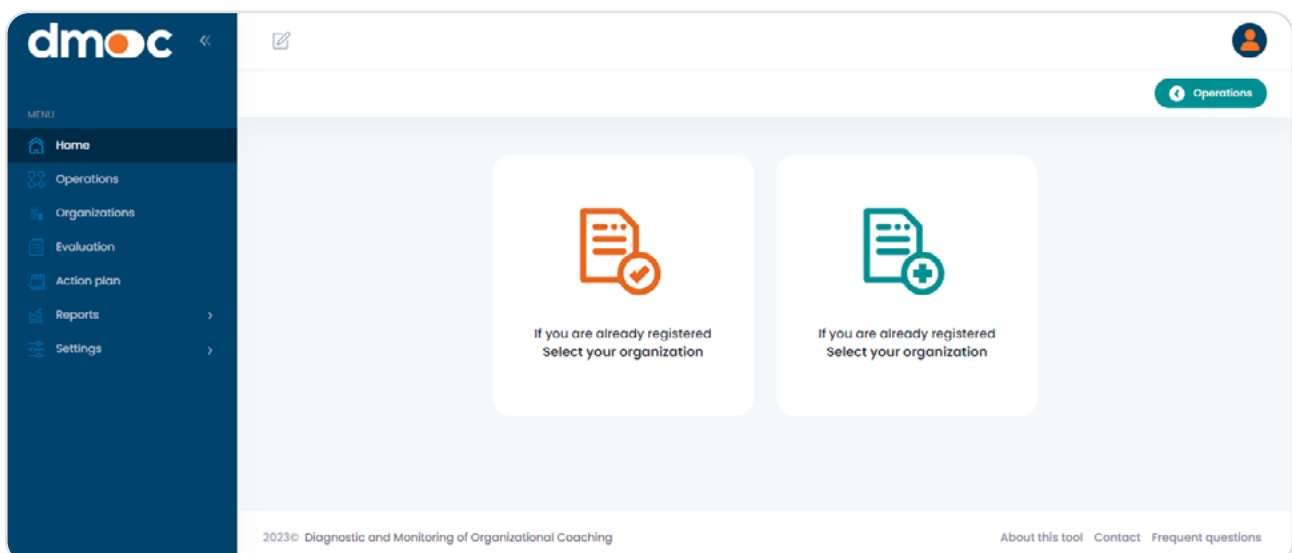 dmoc
Operations
MENU
Home
Operations
Organizations
Evaluation
Action plan
Reports
Settings
If you are already registered
Select your organization
If you are already registered
Select your organization
2023© Diagnostic and Monitoring of Organizational Coaching
About this tool Contact Frequent questions